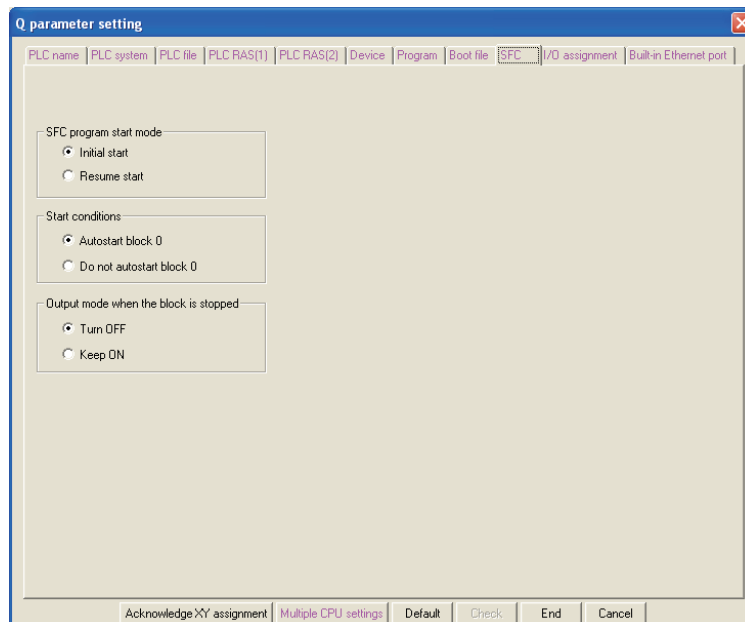 Q parameter setting
PLC name PLC system PLC file PLC RAS(1) PLC RAS(2) Device Program Boot file SFC I/O assignment Built-in Ethernet port
SFC program start mode
Initial start
Resume start
Start conditions
Autostart block 0
Do not autostart block 0
Output mode when the block is stopped
Turn OFF
Keep ON
Acknowledge XY assignment Multiple CPU settings Default Check End Cancel